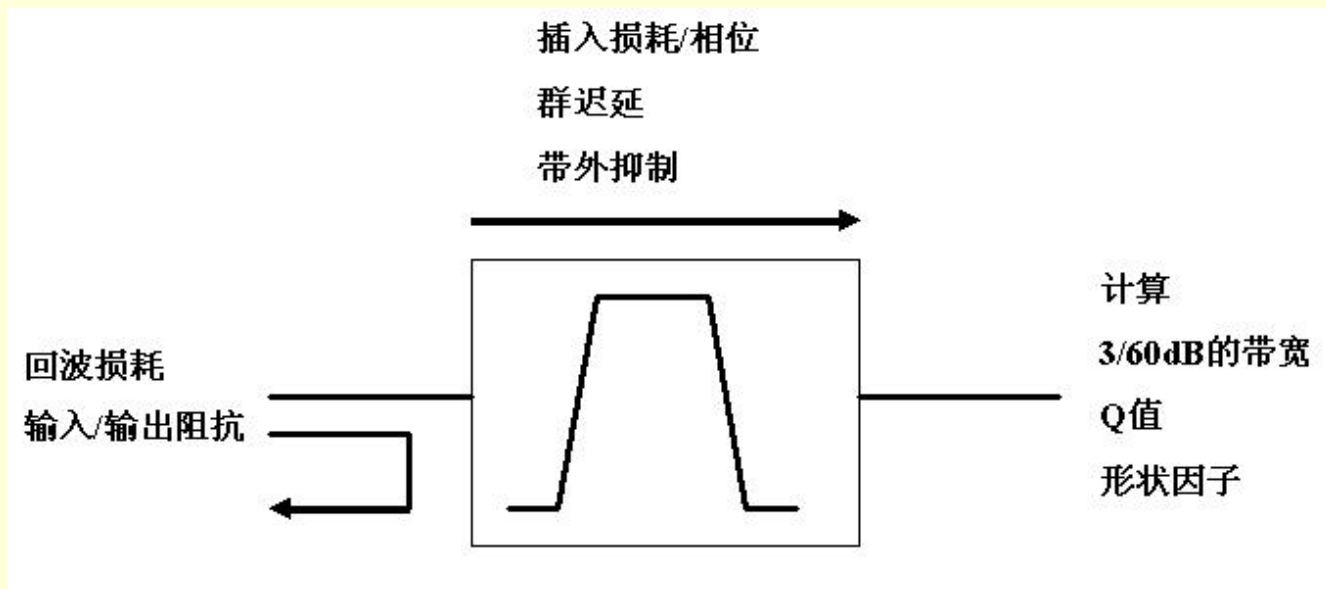 插入损耗/相位
群迟延
带外抑制
回波损耗
输入/输出阻抗
计算
3/60dB的带宽
Q值
形状因子